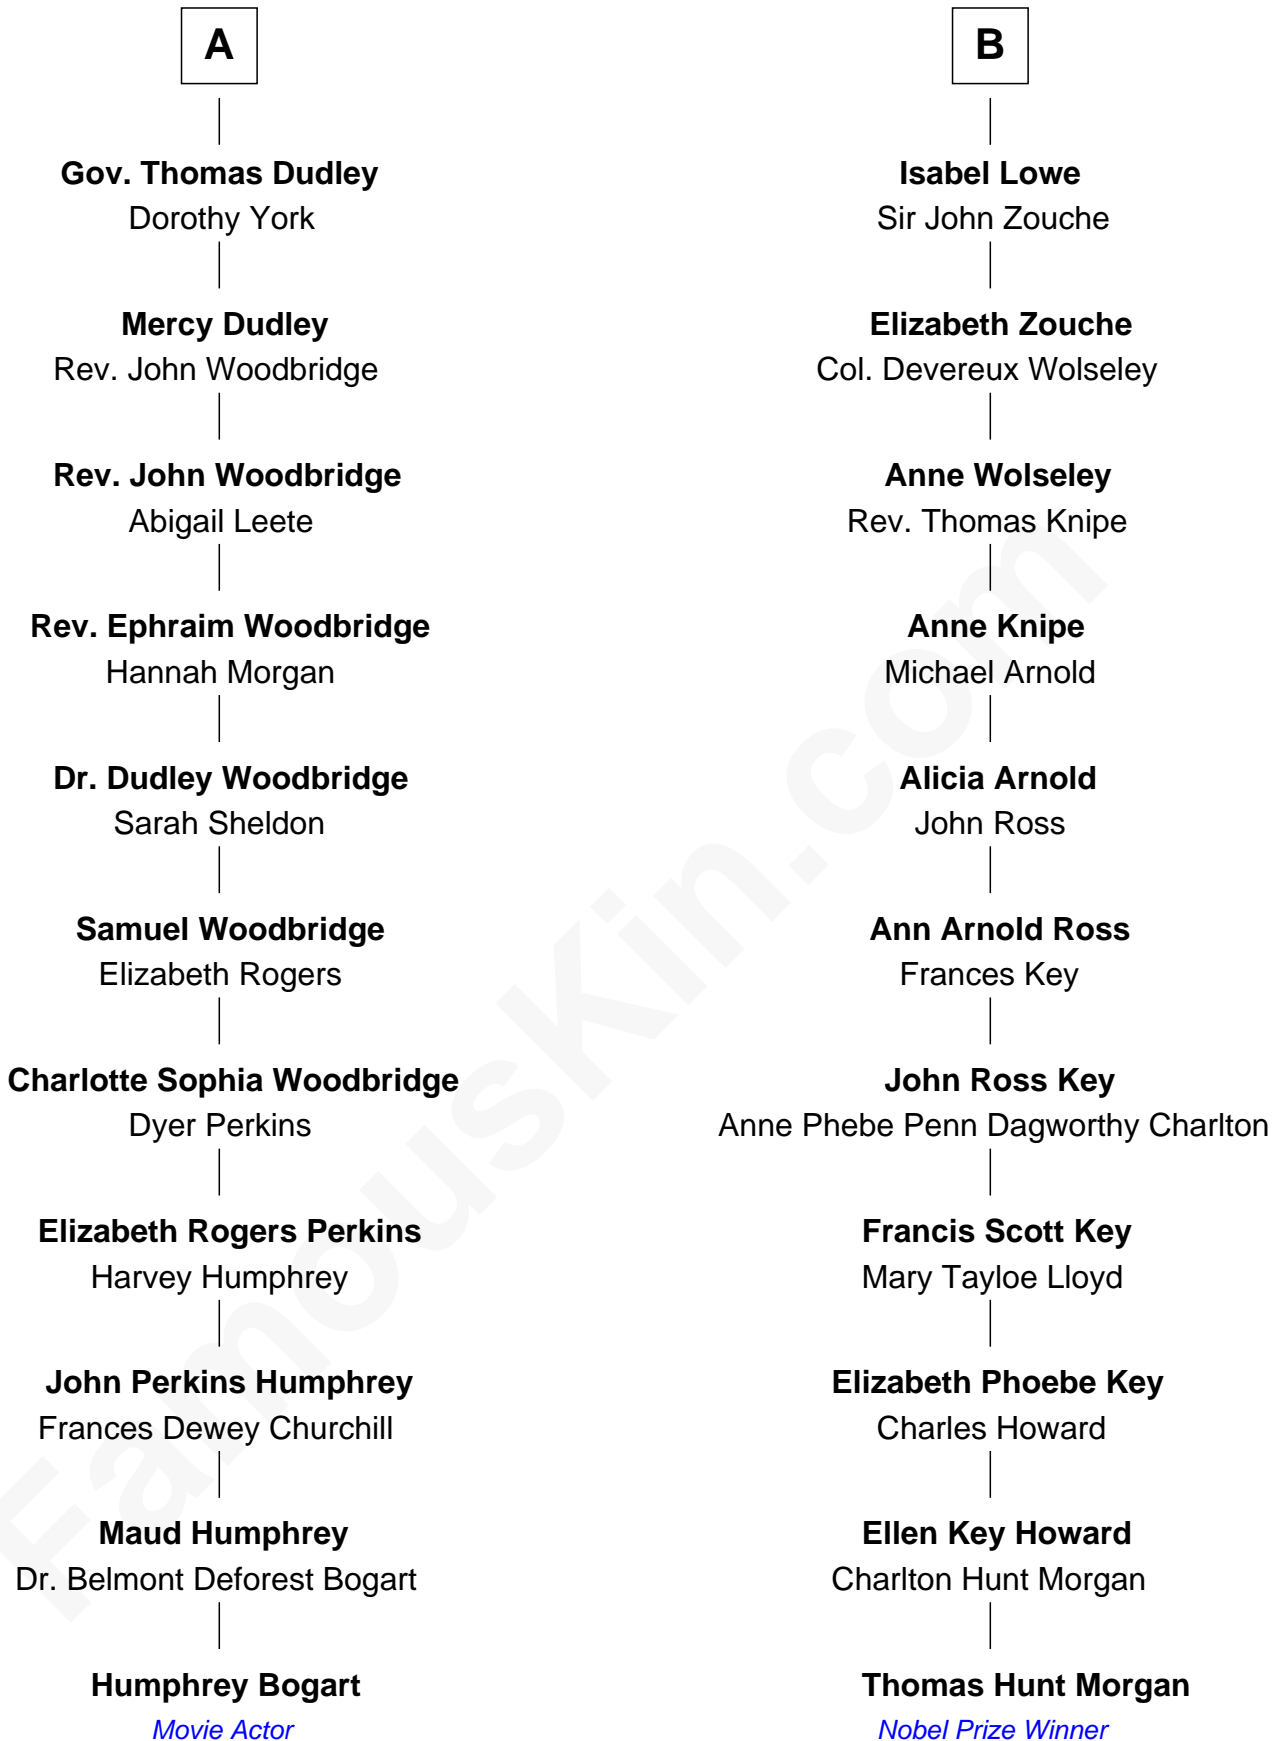 A
Gov. Thomas Dudley
Dorothy York
Mercy Dudley
Rev. John Woodbridge
Rev. John Woodbridge
Abigail Leete
Rev. Ephraim Woodbridge
Hannah Morgan
Dr. Dudley Woodbridge
Sarah Sheldon
Samuel Woodbridge
Elizabeth Rogers
Charlotte Sophia Woodbridge
Dyer Perkins
Elizabeth Rogers Perkins
Harvey Humphrey
John Perkins Humphrey
Frances Dewey Churchill
Maud Humphrey
Dr. Belmont Deforest Bogart
Humphrey Bogart
Movie Actor
B
Isabel Lowe
Sir John Zouche
Elizabeth Zouche
Col. Devereux Wolseley
Anne Wolseley
Rev. Thomas Knipe
Anne Knipe
Michael Arnold
Alicia Arnold
John Ross
Ann Arnold Ross
Frances Key
John Ross Key
Anne Phebe Penn Dagworthy Charlton
Francis Scott Key
Mary Tayloe Lloyd
Elizabeth Phoebe Key
Charles Howard
Ellen Key Howard
Charlton Hunt Morgan
Thomas Hunt Morgan
Nobel Prize Winner
FamousKin.com